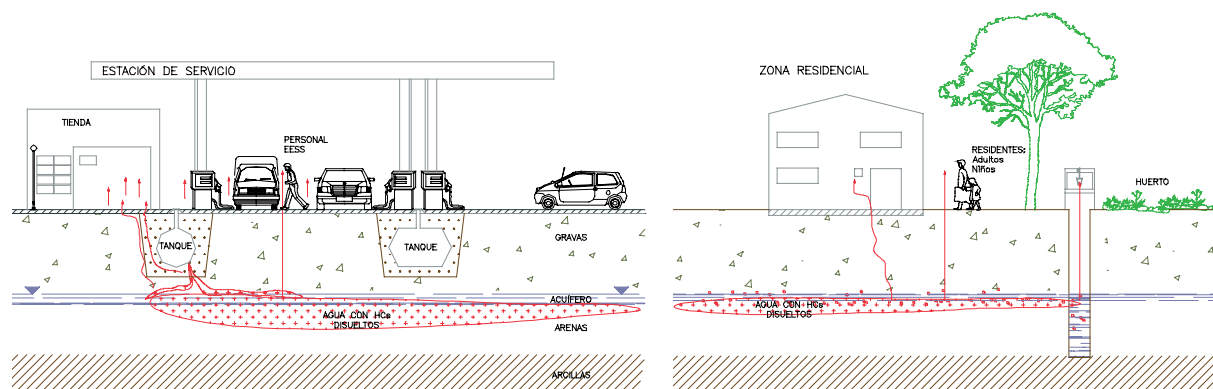 ESTACIÓN DE SERVICIO
TIENDA
PERSONAL
EESS
TANQUE
TANQUE
GRAVAS
ACUÍFERO
AGUA CON HCs
DISUELTOS
ARENAS
ARCILLAS
ZONA RESIDENCIAL
RESIDENTES:
Adultos
Niños
HUERTO
AGUA CON HCs
DISUELTOS